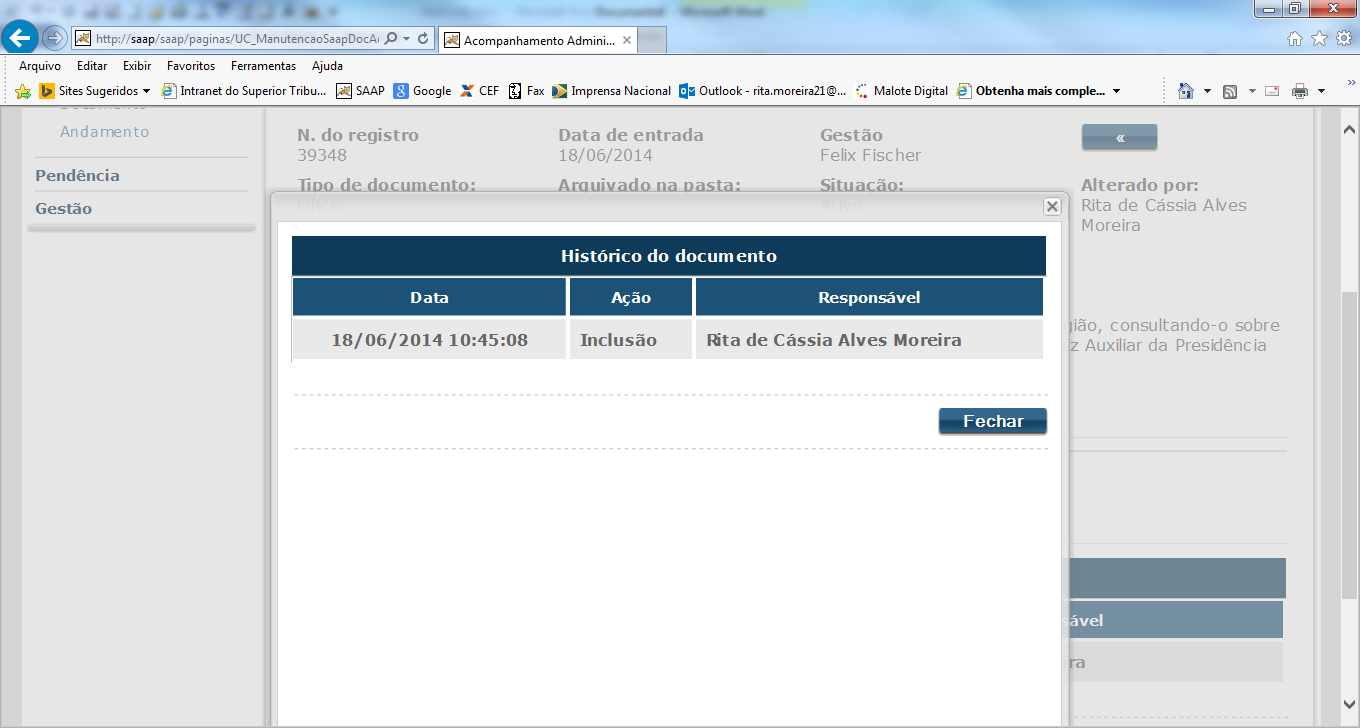 Microsoft Word
http://saap/saap/paginas/UC_ManutencaoSaapDocA
Acompanhamento Admini...
Arquivo Editar Exibir Favoritos Ferramentas Ajuda
Sites Sugeridos Intranet do Superior Tribu... SAAP Google CEF Fax Imprensa Nacional Outlook - rita.moreira21@... Malote Digital Obtenha mais comple...
Andamento
Pendência
Gestão
N. do registro Data de entrada Gestão «
39348 18/06/2014 Felix Fischer
Tipo de documento: Arquivado na pasta: Situação: Alterado por:
Ofício Ativo Rita de Cássia Alves
Moreira
Histórico do documento
Data Ação Responsável
18/06/2014 10:45:08 Inclusão Rita de Cássia Alves Moreira
gião, consultando-o sobre
z Auxiliar da Presidência
Fechar
sável
ra